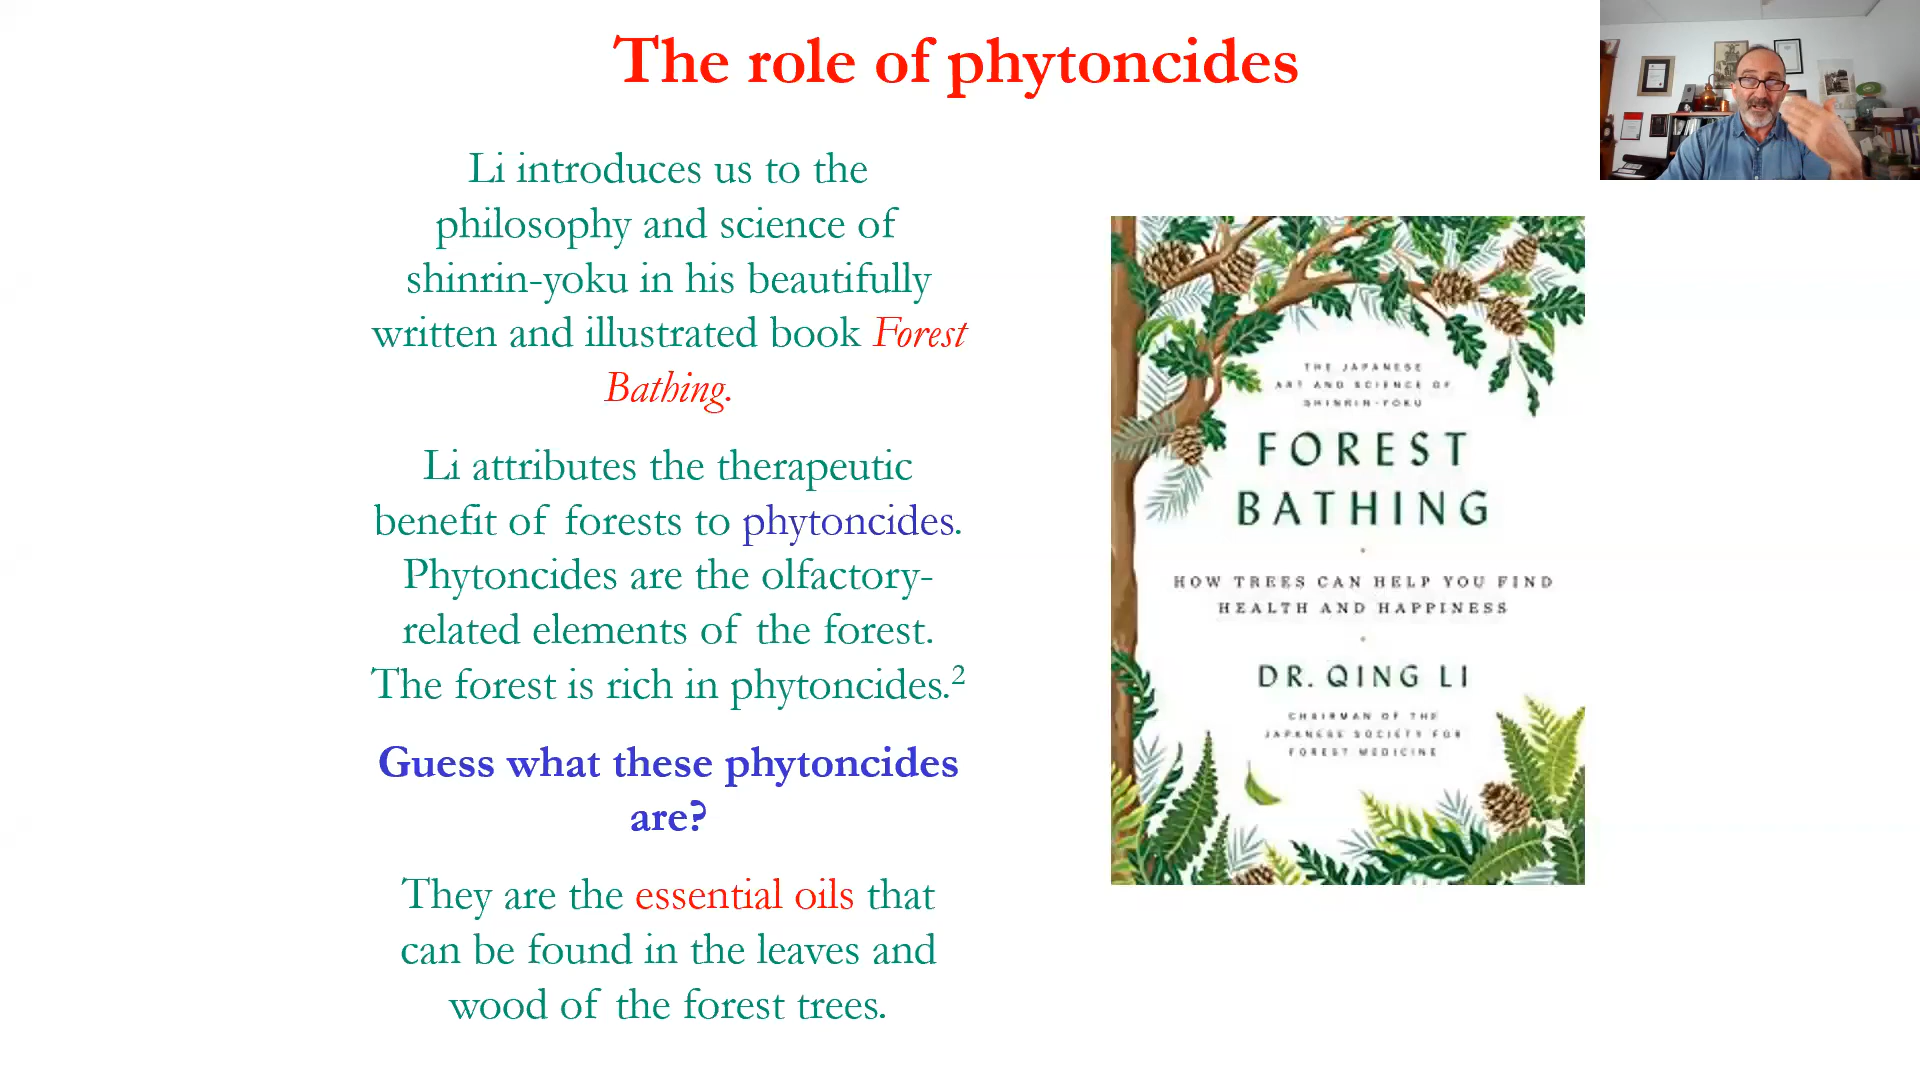 The role of phytoncides
Li introduces us to the
philosophy and science of
shinrin-yoku in his beautifully
written and illustrated book Forest
Bathing.
Li attributes the therapeutic
benefit of forests to phytoncides.
Phytoncides are the olfactory-
related elements of the forest.
The forest is rich in phytoncides.²
Guess what these phytoncides
are?
They are the essential oils that
can be found in the leaves and
wood of the forest trees.
THE JAPANESE
ART AND SCIENCE OF
SHINRIN-YOKU
FOREST
BATHING
HOW TREES CAN HELP YOU FIND
HEALTH AND HAPPINESS
DR. QING LI
CHAIRMAN OF THE
JAPANESE SOCIETY FOR
FOREST MEDICINE